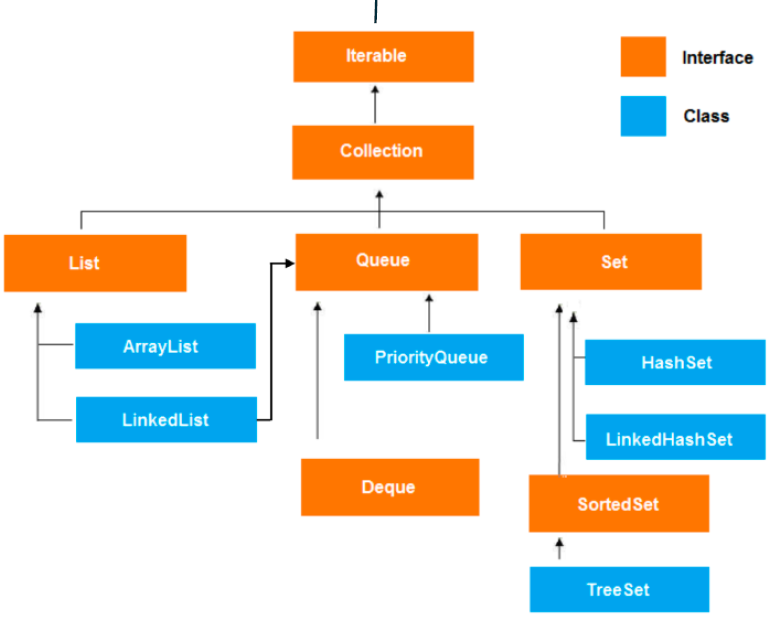 Iterable
Interface
Class
Collection
List
Queue
Set
ArrayList
PriorityQueue
HashSet
LinkedList
LinkedHashSet
Deque
SortedSet
TreeSet